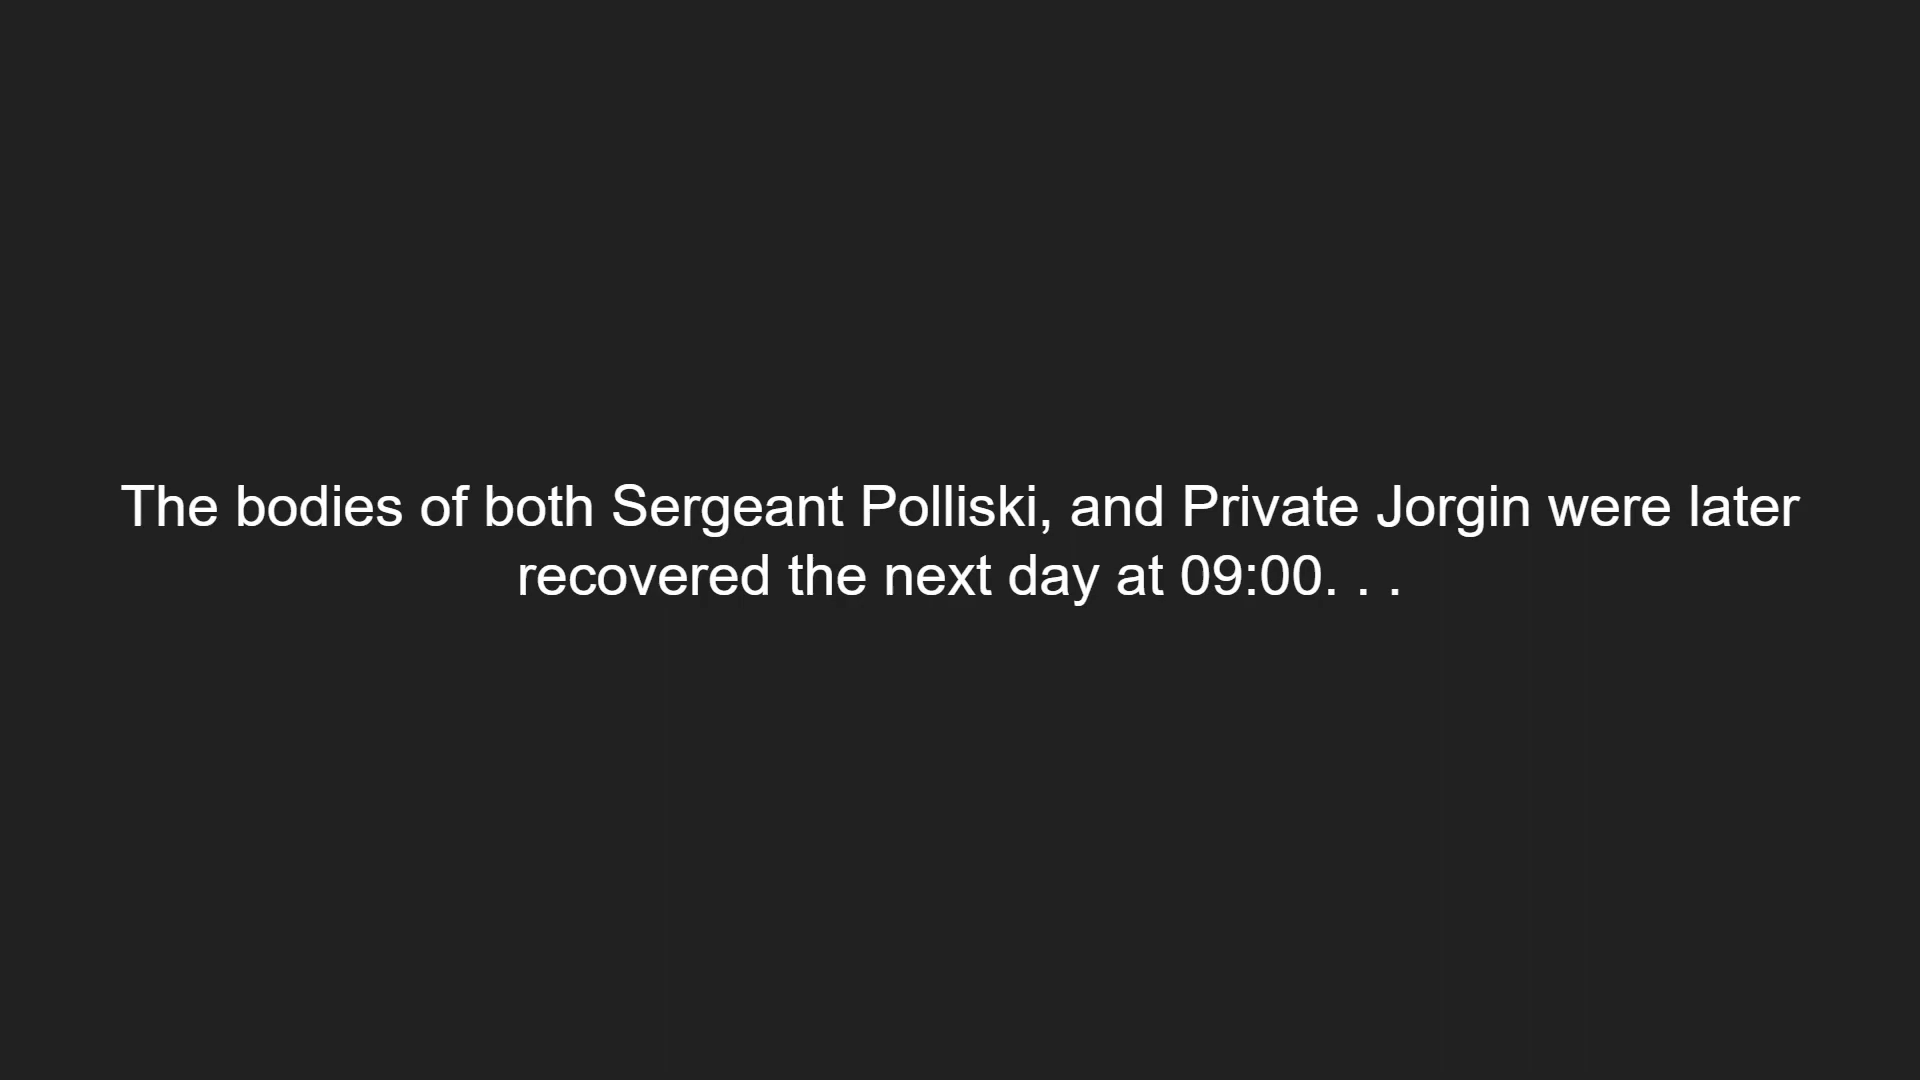 The bodies of both Sergeant Polliski, and Private Jorgin were later
recovered the next day at 09:00. . .